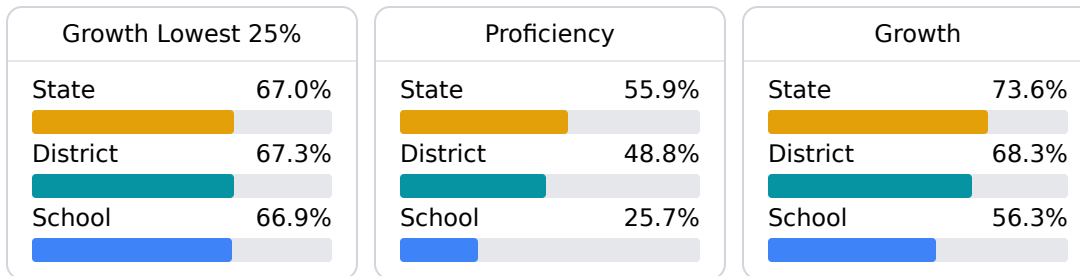 Growth Lowest 25%
State 67.0%
District 67.3%
School 66.9%
Proficiency
State 55.9%
District 48.8%
School 25.7%
Growth
State 73.6%
District 68.3%
School 56.3%